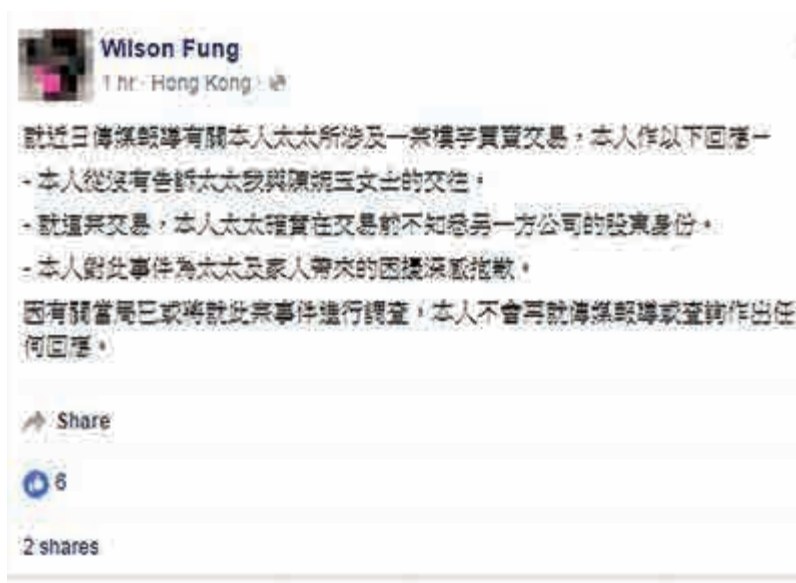 Wilson Fung
1 hr · Hong Kong ·
就近日傳媒報導有關本人太太所涉及一宗樓宇買賣交易，本人作以下回應－
- 本人從沒有告訴太太我與陳婉玉女士的交往。
- 就這宗交易，本人太太確實在交易前不知悉另一方公司的股東身份。
- 本人對此事件為太太及家人帶來的困擾深感抱歉。
因有關當局已或將就此宗事件進行調查，本人不會再就傳媒報導或查詢作出任
何回應。
Share
6
2 shares